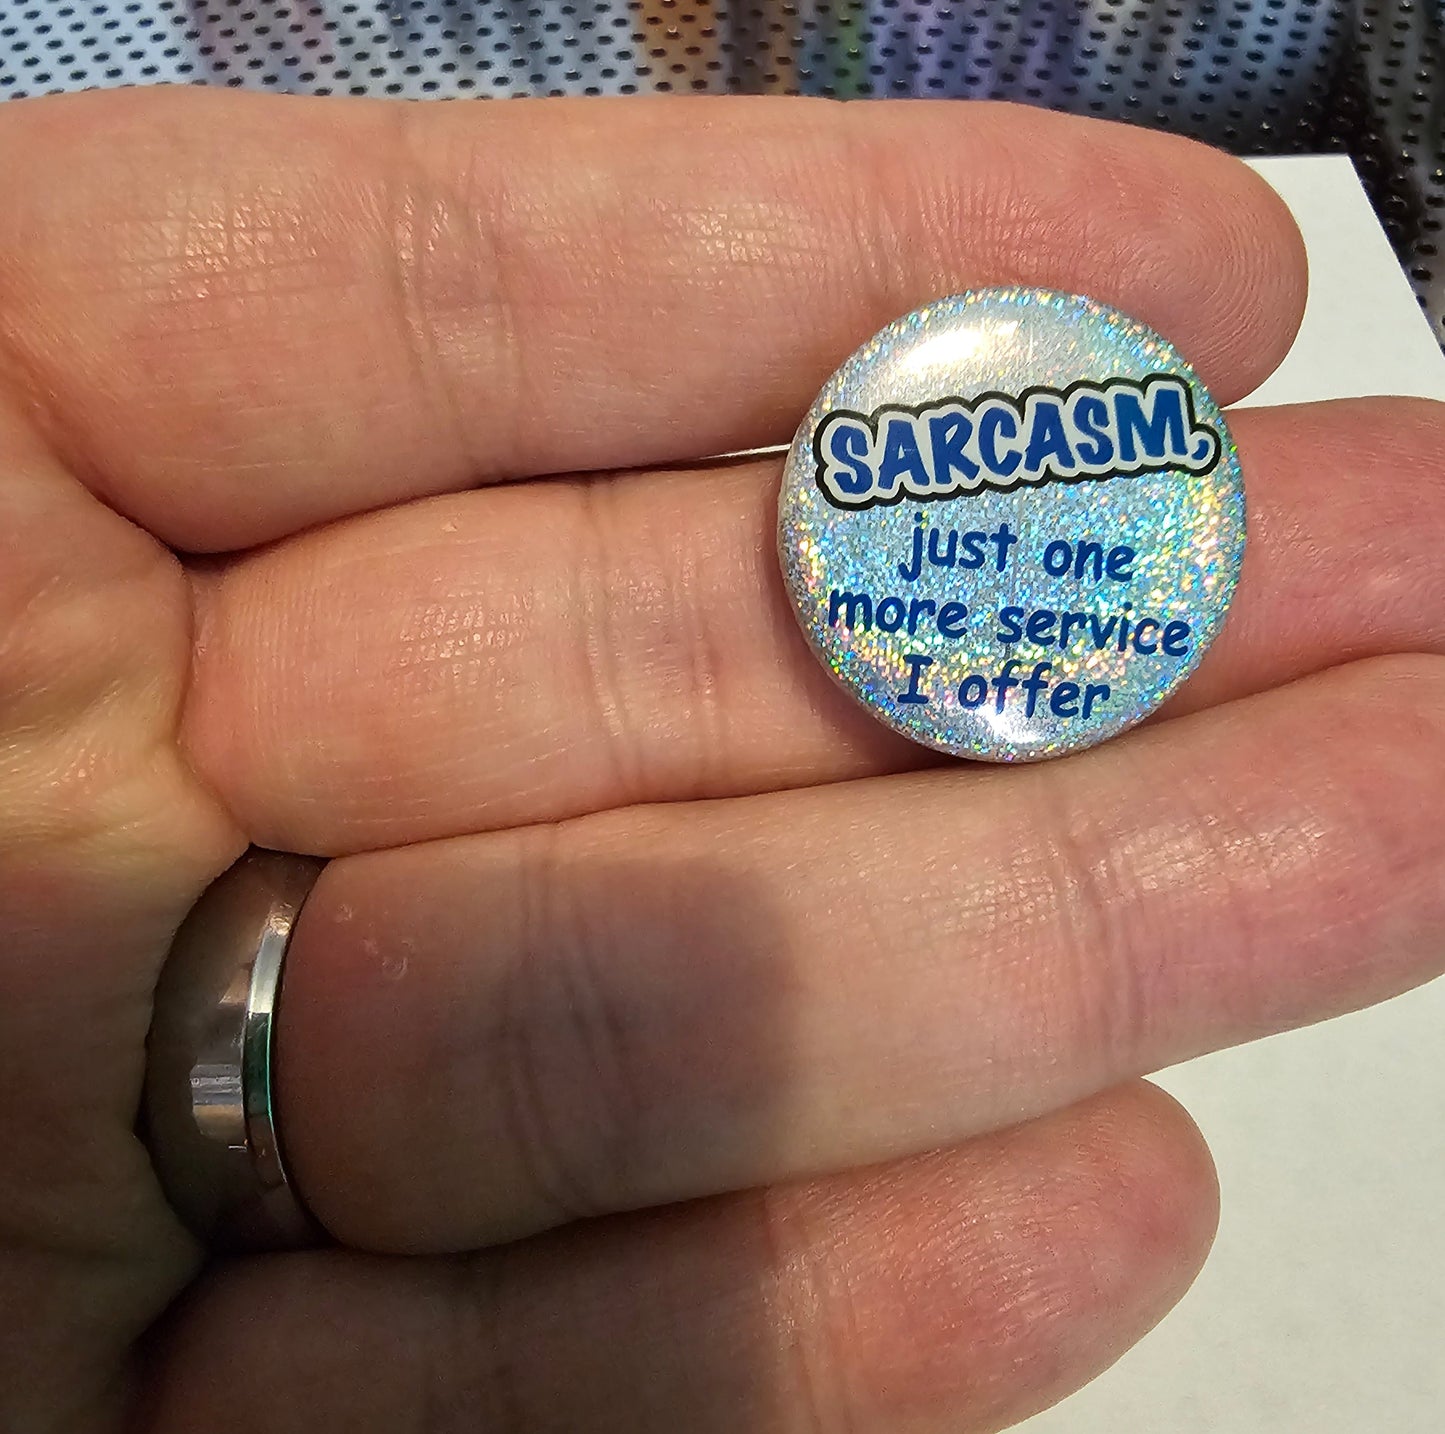 SARCASM,
just one
more service
I offer